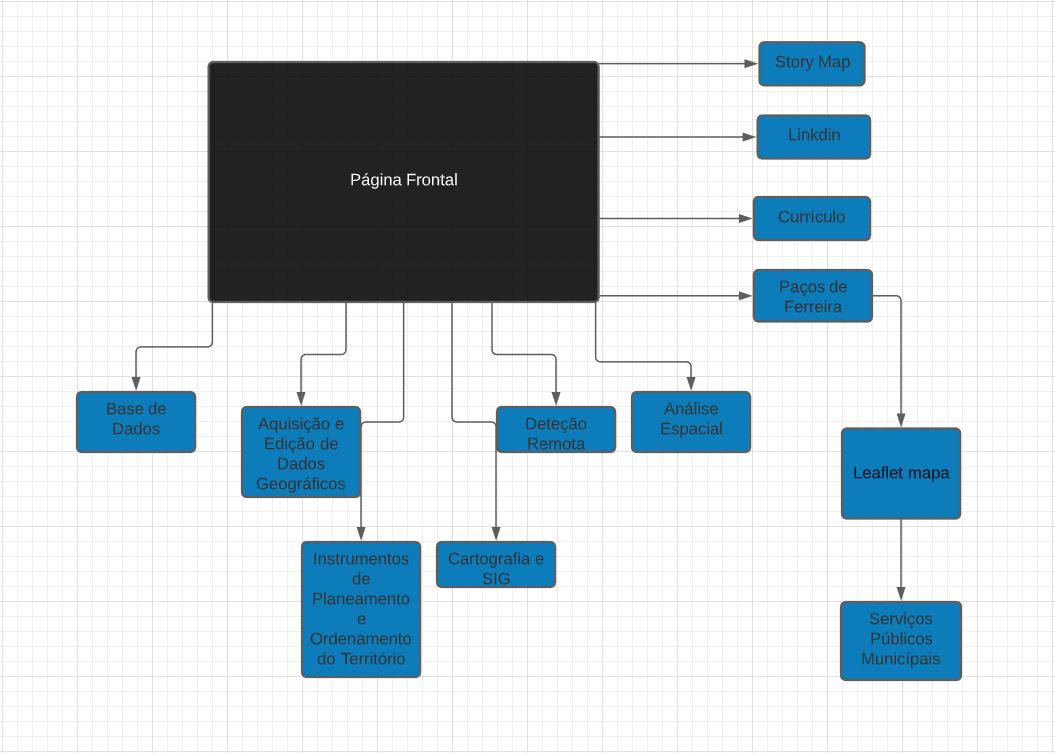 Story Map
Linkdin
Página Frontal
Currículo
Paços de
Ferreira
Base de
Dados
Aquisição e
Edição de
Dados
Geográficos
Deteção
Remota
Análise
Espacial
Leaflet mapa
Instrumentos
de
Planeamento
e
Ordenamento
do Território
Cartografia e
SIG
Serviços
Públicos
Municípais